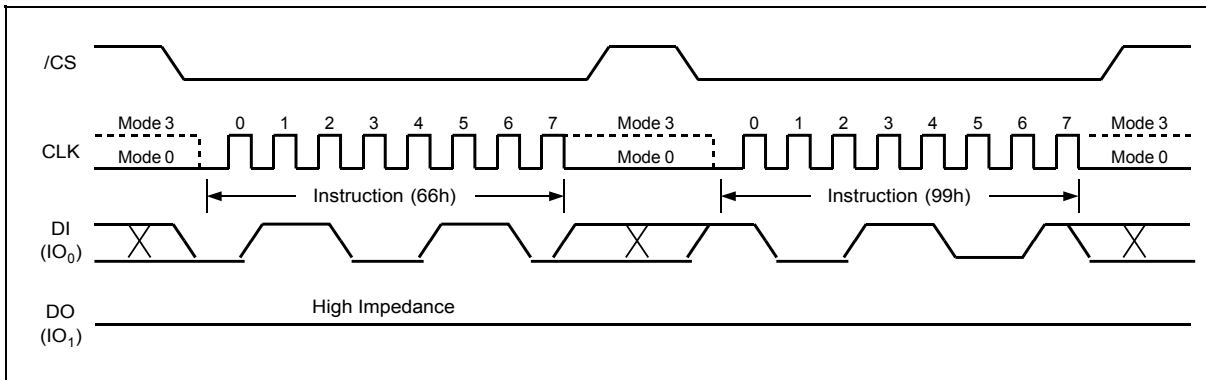 /CS
Mode 3 0 1 2 3 4 5 6 7 Mode 3 0 1 2 3 4 5 6 7 Mode 3
CLK
Mode 0 Mode 0 Mode 0
Instruction (66h) Instruction (99h)
DI
(IO0)
High Impedance
DO
(IO1)